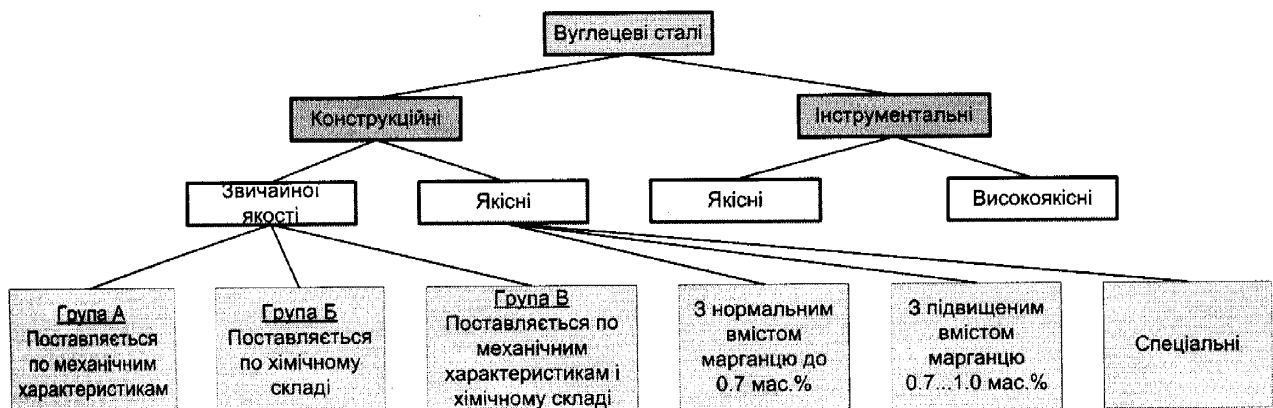 Вуглецеві сталі
Конструкційні
Інструментальні
Звичайної
якості
Якісні
Якісні
Високоякісні
Група А
Поставляється
по механічним
характеристикам
Група Б
Поставляється
по хімічному
складі
Група В
Поставляється по
механічним
характеристикам і
хімічному складі
З нормальним
вмістом
марганцю до
0.7 мас.%
З підвищеним
вмістом
марганцю
0.7...1.0 мас.%
Спеціальні